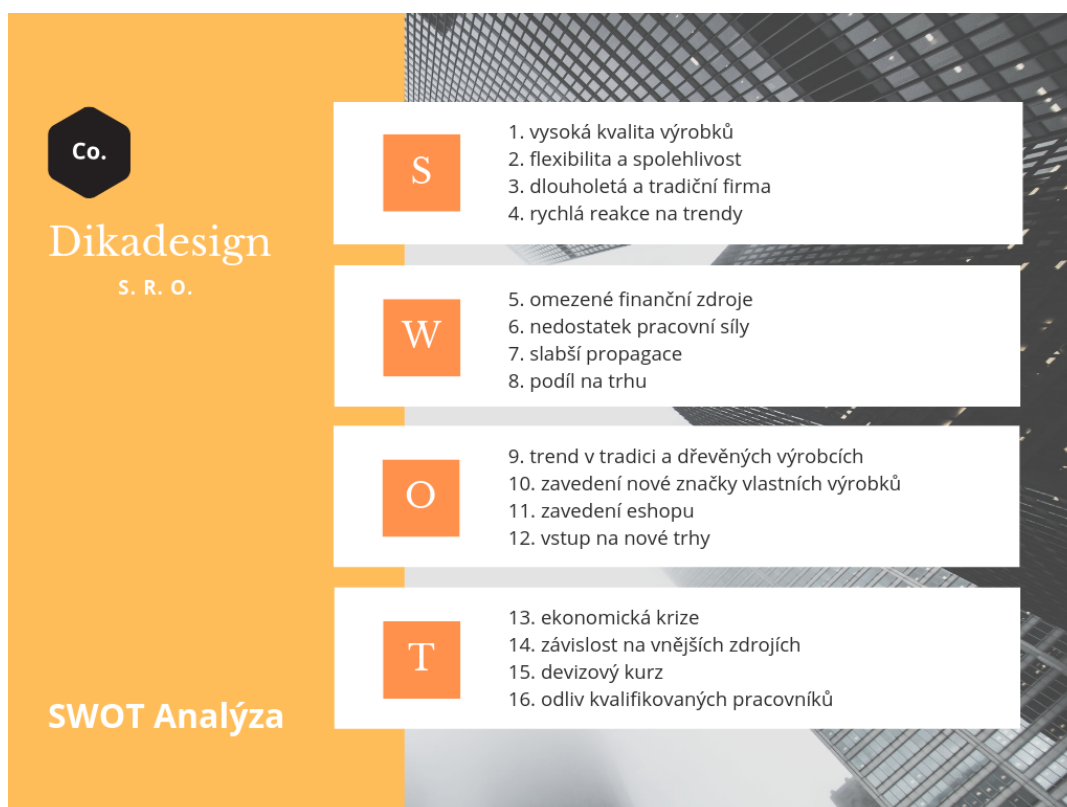 Co.
Dikadesign
S. R. O.
SWOT Analýza
S
1. vysoká kvalita výrobků
2. flexibilita a spolehlivost
3. dlouholetá a tradiční firma
4. rychlá reakce na trendy
W
5. omezené finanční zdroje
6. nedostatek pracovní síly
7. slabší propagace
8. podíl na trhu
O
9. trend v tradici a dřevěných výrobcích
10. zavedení nové značky vlastních výrobků
11. zavedení eshopu
12. vstup na nové trhy
T
13. ekonomická krize
14. závislost na vnějších zdrojích
15. devizový kurz
16. odliv kvalifikovaných pracovníků